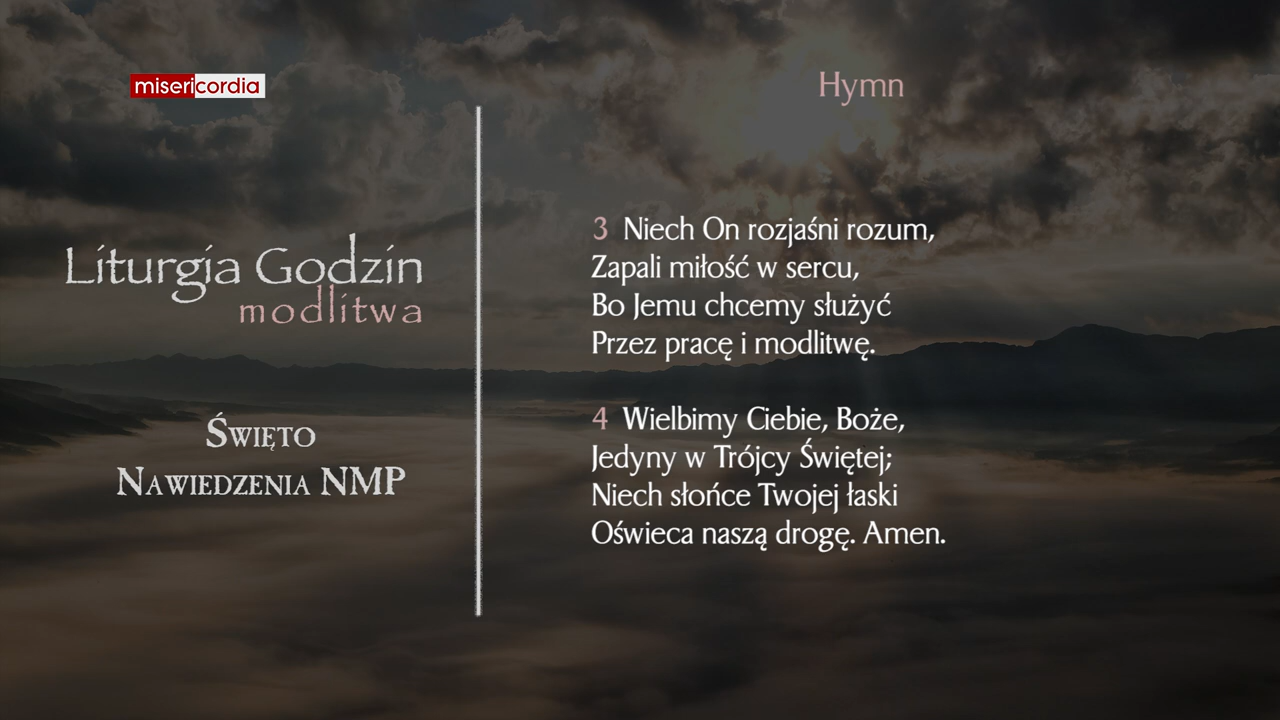 misericordia
Liturgia Godzin
modlitwa
Święto
Nawiedzenia NMP
Hymn
3 Niech On rozjaśni rozum,
Zapali miłość w sercu,
Bo Jemu chcemy służyć
Przez pracę i modlitwę.
4 Wielbimy Ciebie, Boże,
Jedyny w Trójcy Świętej;
Niech słońce Twojej łaski
Oświeca naszą drogę. Amen.